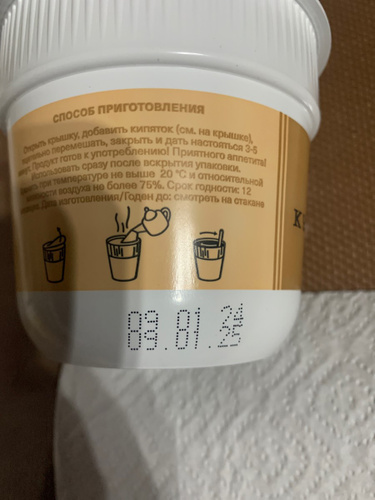 СПОСОБ ПРИГОТОВЛЕНИЯ
Открыть крышку, добавить кипяток (см. на крышке),
тщательно перемешать, закрыть и дать настояться 3-5
минут. Продукт готов к употреблению! Приятного аппетита!
Использовать сразу после вскрытия упаковки.
Хранить при температуре не выше 20 °С и относительной
влажности воздуха не более 75%. Срок годности: 12
месяцев. Дата изготовления/Годен до: смотреть на стакане
09.01.24
09.01.25